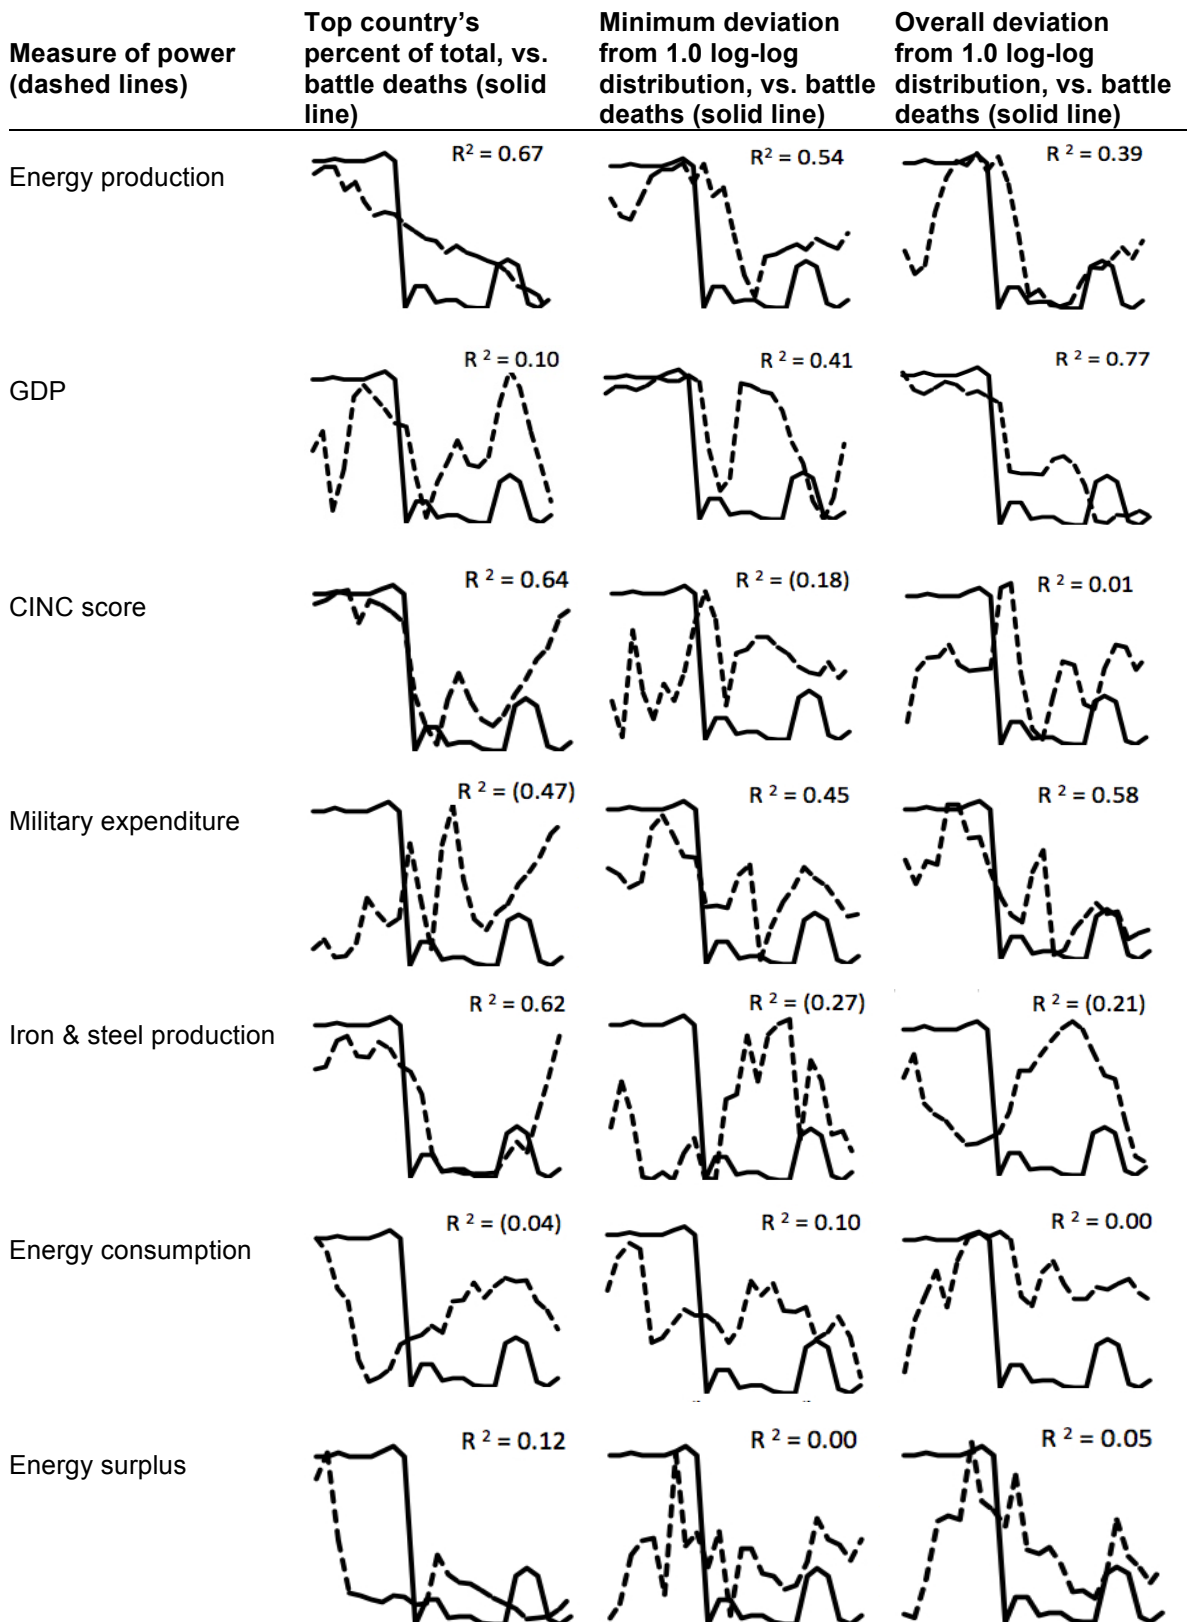 Measure of power
(dashed lines)
Top country’s
percent of total, vs.
battle deaths (solid
line)
Minimum deviation
from 1.0 log-log
distribution, vs. battle
deaths (solid line)
Overall deviation
from 1.0 log-log
distribution, vs. battle
deaths (solid line)
Energy production
R² = 0.67
R² = 0.54
R² = 0.39
GDP
R ² = 0.10
R ² = 0.41
R ² = 0.77
CINC score
R ² = 0.64
R ² = (0.18)
R ² = 0.01
Military expenditure
R ² = (0.47)
R ² = 0.45
R ² = 0.58
Iron & steel production
R ² = 0.62
R ² = (0.27)
R ² = (0.21)
Energy consumption
R ² = (0.04)
R ² = 0.10
R ² = 0.00
Energy surplus
R ² = 0.12
R ² = 0.00
R ² = 0.05